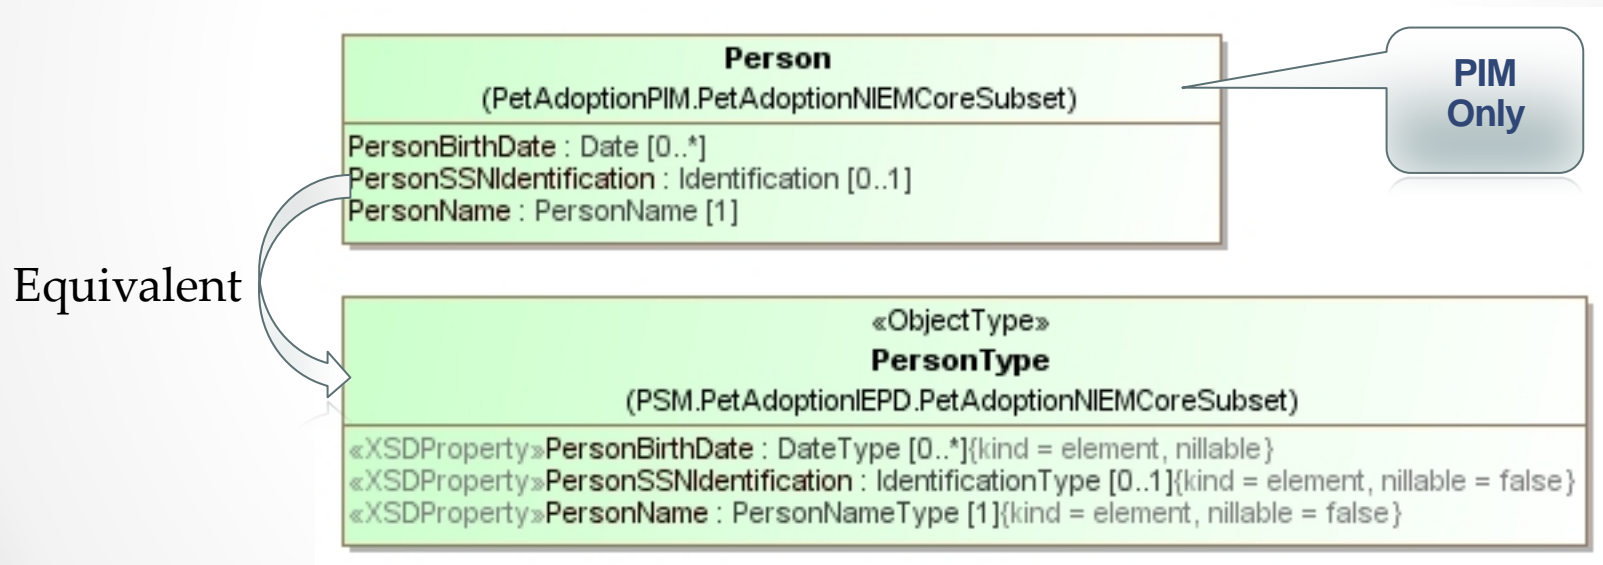 Person
(PetAdoptionPIM.PetAdoptionNIEMCoreSubset)
PersonBirthDate : Date [0..*]
PersonSSNIdentification : Identification [0..1]
PersonName : PersonName [1]
PIM
Only
Equivalent
«ObjectType»
PersonType
(PSM.PetAdoptionIEPD.PetAdoptionNIEMCoreSubset)
«XSDProperty»PersonBirthDate : DateType [0..*]{kind = element, nillable}
«XSDProperty»PersonSSNIdentification : IdentificationType [0..1]{kind = element, nillable = false}
«XSDProperty»PersonName : PersonNameType [1]{kind = element, nillable = false}